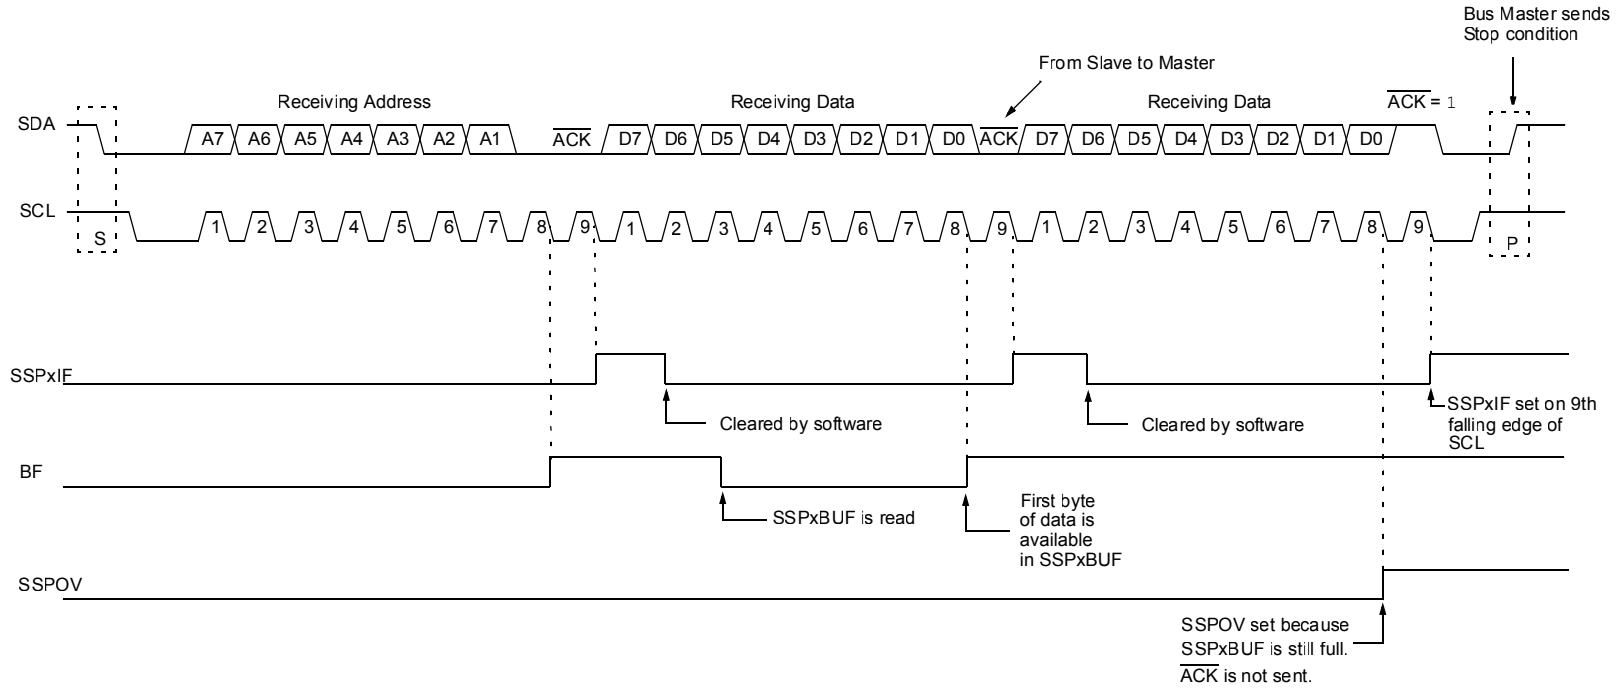 Bus Master sends
Stop condition
From Slave to Master
Receiving Address
Receiving Data
Receiving Data
ACK = 1
SDA
A7 A6 A5 A4 A3 A2 A1 ACK D7 D6 D5 D4 D3 D2 D1 D0 ACK D7 D6 D5 D4 D3 D2 D1 D0
SCL
1 2 3 4 5 6 7 8 9 1 2 3 4 5 6 7 8 9 1 2 3 4 5 6 7 8 9
S
P
SSPxIF
Cleared by software
Cleared by software
SSPxIF set on 9th
falling edge of
SCL
BF
SSPxBUF is read
First byte
of data is
available
in SSPxBUF
SSPOV
SSPOV set because
SSPxBUF is still full.
ACK is not sent.